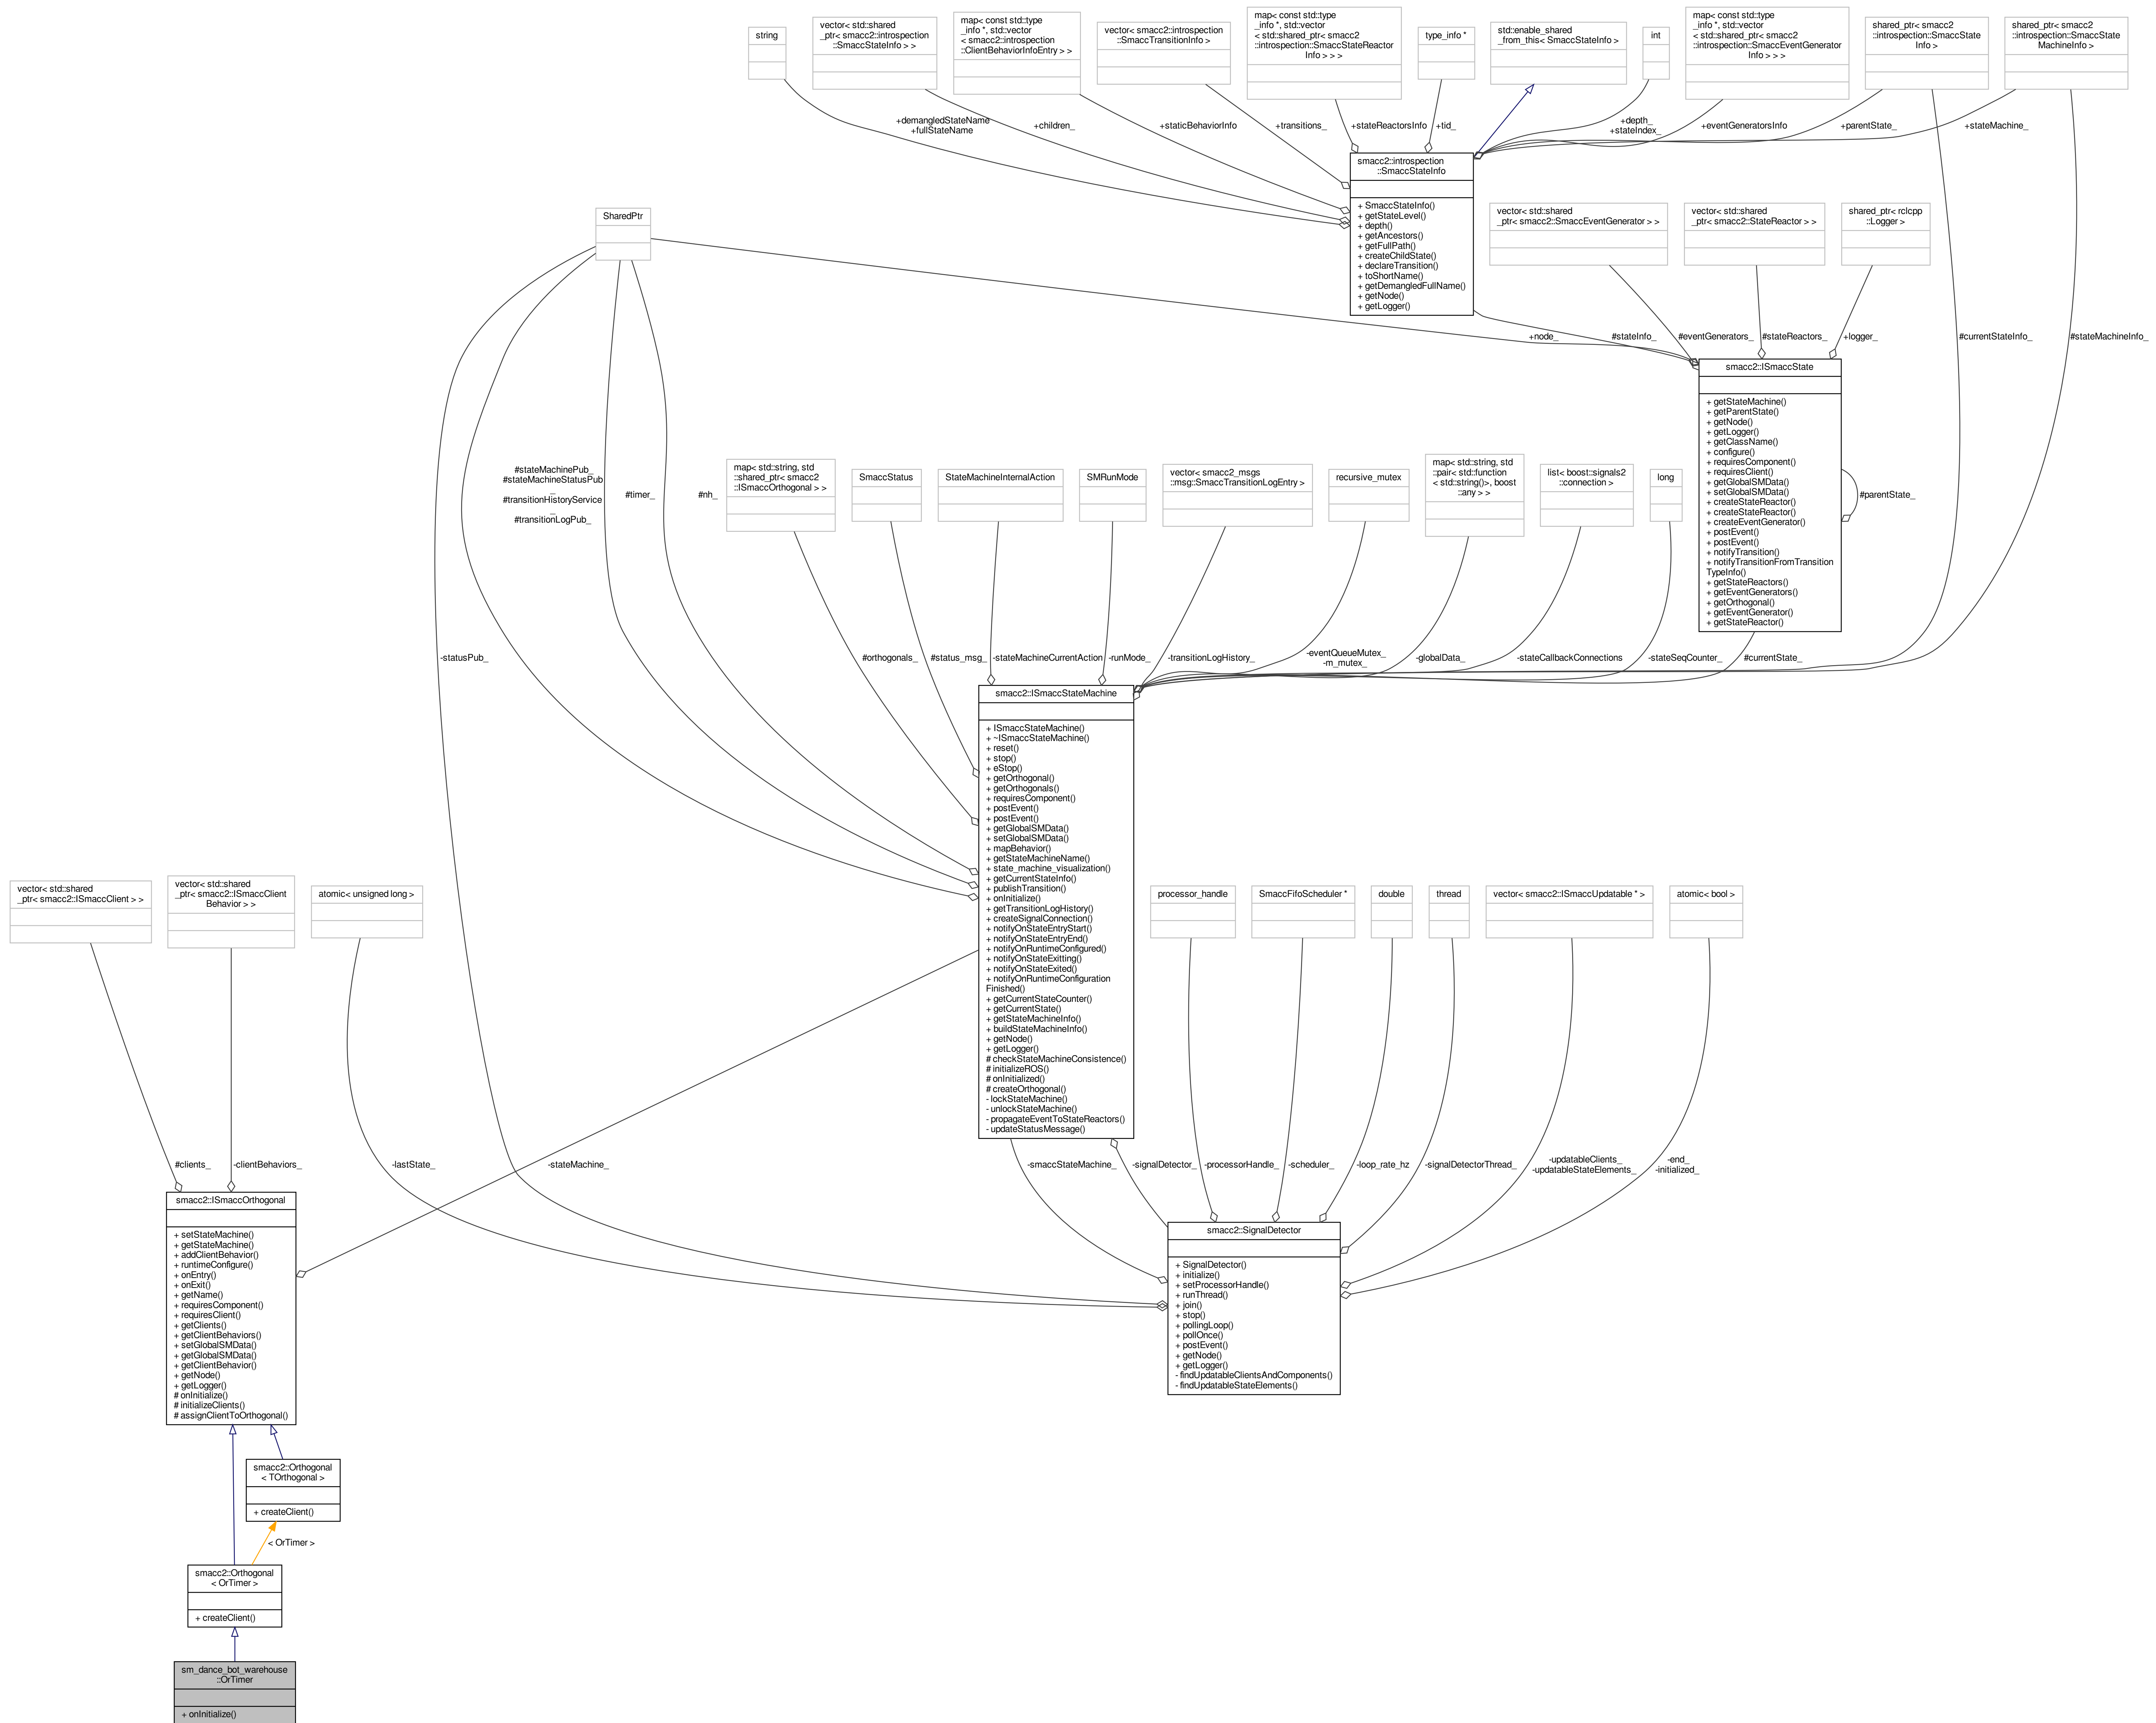 string
vector< std::shared
_ptr< smacc2::introspection
::SmaccStateInfo > >
map< const std::type
_info *, std::vector
< smacc2::introspection
::ClientBehaviorInfoEntry > >
vector< smacc2::introspection
::SmaccTransitionInfo >
map< const std::type
_info *, std::vector
< std::shared_ptr< smacc2
::introspection::SmaccStateReactor
Info > > >
type_info *
std::enable_shared
_from_this< SmaccStateInfo >
int
map< const std::type
_info *, std::vector
< std::shared_ptr< smacc2
::introspection::SmaccEventGenerator
Info > > >
shared_ptr< smacc2
::introspection::SmaccState
Info >
shared_ptr< smacc2
::introspection::SmaccState
MachineInfo >
+demangledStateName
+fullStateName
+children_
+staticBehaviorInfo
+transitions_
+stateReactorsInfo
+tid_
+depth_
+stateIndex_
+eventGeneratorsInfo
+parentState_
+stateMachine_
smacc2::introspection
::SmaccStateInfo
+ SmaccStateInfo()
+ getStateLevel()
+ depth()
+ getAncestors()
+ getFullPath()
+ createChildState()
+ declareTransition()
+ toShortName()
+ getDemangledFullName()
+ getNode()
+ getLogger()
SharedPtr
vector< std::shared
_ptr< smacc2::SmaccEventGenerator > >
vector< std::shared
_ptr< smacc2::StateReactor > >
shared_ptr< rclcpp
::Logger >
+node_
#stateInfo_
#eventGenerators_
#stateReactors_
+logger_
#currentStateInfo_
#stateMachineInfo_
smacc2::ISmaccState
+ getStateMachine()
+ getParentState()
+ getNode()
+ getLogger()
+ getClassName()
+ configure()
+ requiresComponent()
+ requiresClient()
+ getGlobalSMData()
+ setGlobalSMData()
+ createStateReactor()
+ createStateReactor()
+ createEventGenerator()
+ postEvent()
+ postEvent()
+ notifyTransition()
+ notifyTransitionFromTransition
TypeInfo()
+ getStateReactors()
+ getEventGenerators()
+ getOrthogonal()
+ getEventGenerator()
+ getStateReactor()
#parentState_
#stateMachinePub_
#stateMachineStatusPub
_
#transitionHistoryService
_
#transitionLogPub_
#timer_
#nh_
map< std::string, std
::shared_ptr< smacc2
::ISmaccOrthogonal > >
SmaccStatus
StateMachineInternalAction
SMRunMode
vector< smacc2_msgs
::msg::SmaccTransitionLogEntry >
recursive_mutex
map< std::string, std
::pair< std::function
< std::string()>, boost
::any > >
list< boost::signals2
::connection >
long
-statusPub_
#orthogonals_
#status_msg_
-stateMachineCurrentAction
-runMode_
-transitionLogHistory_
-eventQueueMutex_
-m_mutex_
-globalData_
-stateCallbackConnections
-stateSeqCounter_
#currentState_
smacc2::ISmaccStateMachine
+ ISmaccStateMachine()
+ ~ISmaccStateMachine()
+ reset()
+ stop()
+ eStop()
+ getOrthogonal()
+ getOrthogonals()
+ requiresComponent()
+ postEvent()
+ postEvent()
+ getGlobalSMData()
+ setGlobalSMData()
+ mapBehavior()
+ getStateMachineName()
+ state_machine_visualization()
+ getCurrentStateInfo()
+ publishTransition()
+ onInitialize()
+ getTransitionLogHistory()
+ createSignalConnection()
+ notifyOnStateEntryStart()
+ notifyOnStateEntryEnd()
+ notifyOnRuntimeConfigured()
+ notifyOnStateExitting()
+ notifyOnStateExited()
+ notifyOnRuntimeConfiguration
Finished()
+ getCurrentStateCounter()
+ getCurrentState()
+ getStateMachineInfo()
+ buildStateMachineInfo()
+ getNode()
+ getLogger()
# checkStateMachineConsistence()
# initializeROS()
# onInitialized()
# createOrthogonal()
- lockStateMachine()
- unlockStateMachine()
- propagateEventToStateReactors()
- updateStatusMessage()
vector< std::shared
_ptr< smacc2::ISmaccClient > >
vector< std::shared
_ptr< smacc2::ISmaccClient
Behavior > >
atomic< unsigned long >
processor_handle
SmaccFifoScheduler *
double
thread
vector< smacc2::ISmaccUpdatable * >
atomic< bool >
#clients_
-clientBehaviors_
-lastState_
-stateMachine_
-smaccStateMachine_
-signalDetector_
-processorHandle_
-scheduler_
-loop_rate_hz
-signalDetectorThread_
-updatableClients_
-updatableStateElements_
-end_
-initialized_
smacc2::ISmaccOrthogonal
+ setStateMachine()
+ getStateMachine()
+ addClientBehavior()
+ runtimeConfigure()
+ onEntry()
+ onExit()
+ getName()
+ requiresComponent()
+ requiresClient()
+ getClients()
+ getClientBehaviors()
+ setGlobalSMData()
+ getGlobalSMData()
+ getClientBehavior()
+ getNode()
+ getLogger()
# onInitialize()
# initializeClients()
# assignClientToOrthogonal()
smacc2::SignalDetector
+ SignalDetector()
+ initialize()
+ setProcessorHandle()
+ runThread()
+ join()
+ stop()
+ pollingLoop()
+ pollOnce()
+ postEvent()
+ getNode()
+ getLogger()
- findUpdatableClientsAndComponents()
- findUpdatableStateElements()
smacc2::Orthogonal
< TOrthogonal >
+ createClient()
< OrTimer >
smacc2::Orthogonal
< OrTimer >
+ createClient()
sm_dance_bot_warehouse
::OrTimer
+ onInitialize()